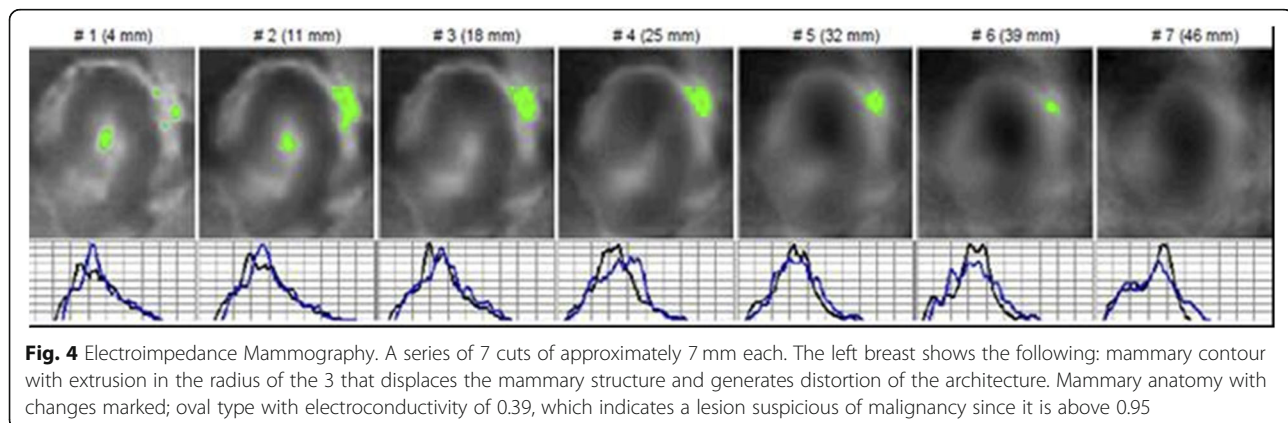 # 1 (4 mm) # 2 (11 mm) # 3 (18 mm) # 4 (25 mm) # 5 (32 mm) # 6 (39 mm) # 7 (46 mm)
Fig. 4 Electroimpedance Mammography. A series of 7 cuts of approximately 7 mm each. The left breast shows the following: mammary contour
with extrusion in the radius of the 3 that displaces the mammary structure and generates distortion of the architecture. Mammary anatomy with
changes marked; oval type with electroconductivity of 0.39, which indicates a lesion suspicious of malignancy since it is above 0.95